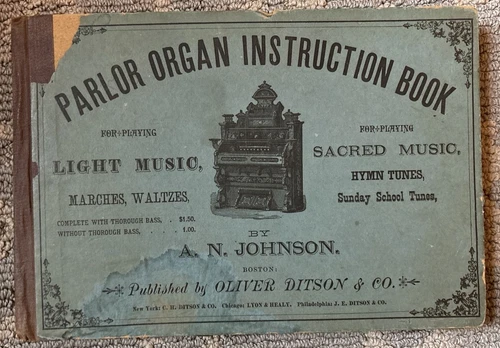 PARLOR ORGAN INSTRUCTION BOOK
FOR PLAYING
LIGHT MUSIC,
MARCHES, WALTZES,
COMPLETE WITH THOROUGH BASS, . $1.50.
WITHOUT THOROUGH BASS, . . 1.00.
FOR PLAYING
SACRED MUSIC,
HYMN TUNES,
Sunday School Tunes,
BY
A. N. JOHNSON.
BOSTON:
Published by OLIVER DITSON & CO.
New York: C. H. DITSON & CO. Chicago: LYON & HEALY. Philadelphia: J. E. DITSON & CO.